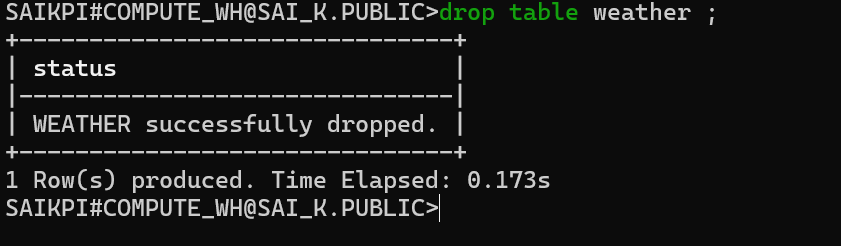 SAIKPI#COMPUTE_WH@SAI_K.PUBLIC>drop table weather ;
+-------------------------------+
| status                        |
|-------------------------------|
| WEATHER successfully dropped. |
+-------------------------------+
1 Row(s) produced. Time Elapsed: 0.173s
SAIKPI#COMPUTE_WH@SAI_K.PUBLIC>